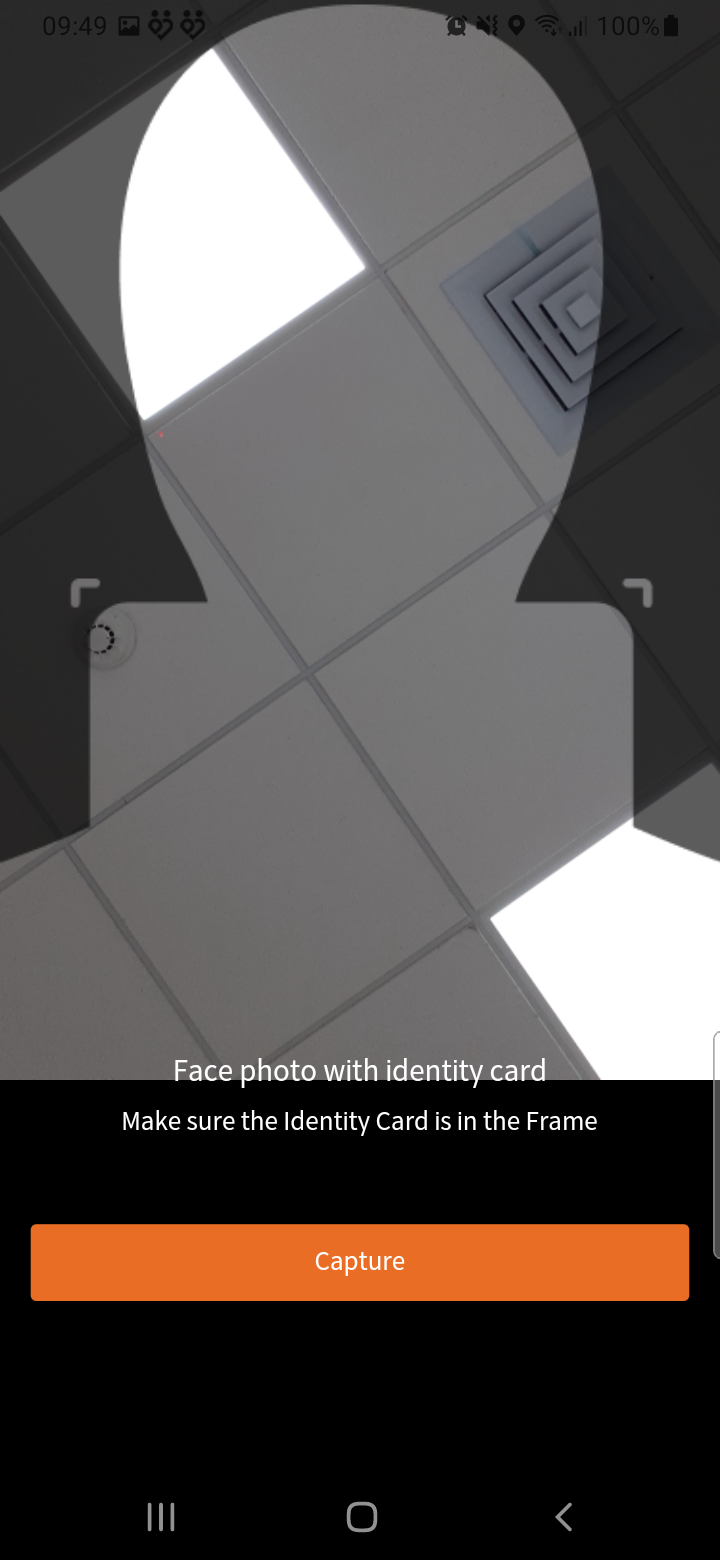 09:49 100%
Face photo with identity card
Make sure the Identity Card is in the Frame
Capture